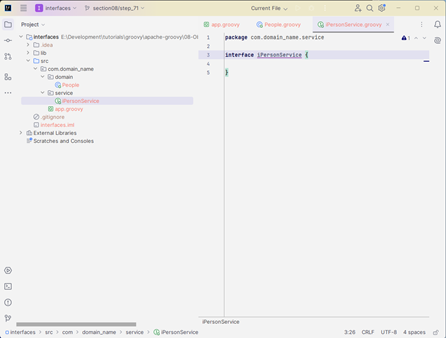 interfaces
section08/step_71
Current File
Project
app.groovy
People.groovy
iPersonService.groovy
interfaces E:\Development\tutorials\groovy\apache-groovy\08-OB
.idea
lib
src
com.domain_name
domain
People
service
iPersonService
app.groovy
.gitignore
interfaces.iml
External Libraries
Scratches and Consoles
1 package com.domain_name.service
2
3 interface iPersonService {
4
5 }
1
iPersonService
interfaces > src > com > domain_name > service > iPersonService
3:26 CRLF UTF-8 4 spaces